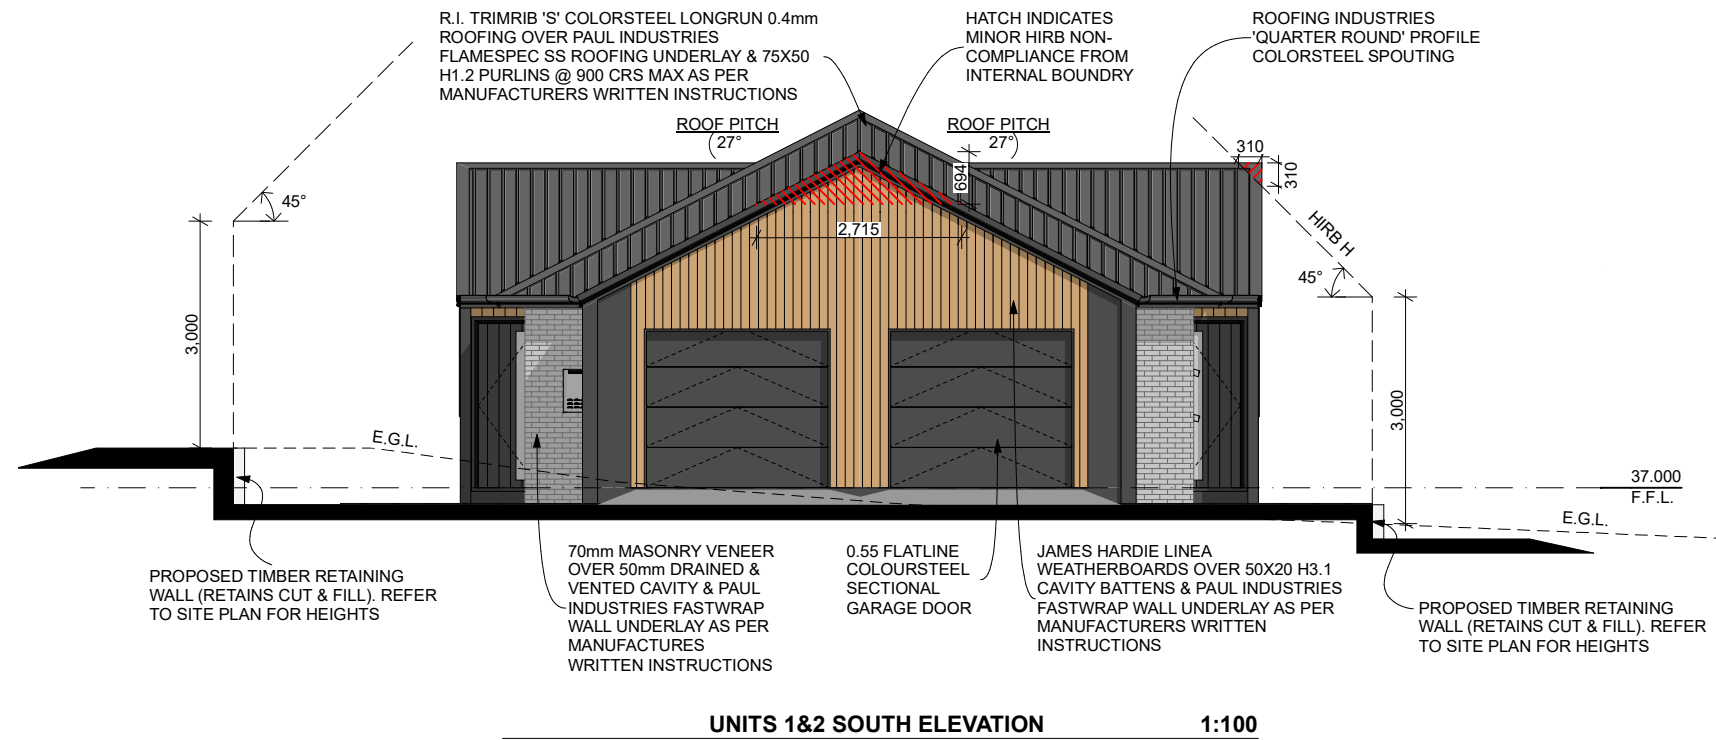 R.I. TRIMRIB 'S' COLORSTEEL LONGRUN 0.4mm
ROOFING OVER PAUL INDUSTRIES
FLAMESPEC SS ROOFING UNDERLAY & 75X50
H1.2 PURLINS @ 900 CRS MAX AS PER
MANUFACTURERS WRITTEN INSTRUCTIONS
HATCH INDICATES
MINOR HIRB NON-
COMPLIANCE FROM
INTERNAL BOUNDRY
ROOFING INDUSTRIES
'QUARTER ROUND' PROFILE
COLORSTEEL SPOUTING
ROOF PITCH
27°
ROOF PITCH
27°
310
310
694
2,715
45°
HIRB H
45°
3,000
3,000
E.G.L.
37.000
F.F.L.
E.G.L.
PROPOSED TIMBER RETAINING
WALL (RETAINS CUT & FILL). REFER
TO SITE PLAN FOR HEIGHTS
70mm MASONRY VENEER
OVER 50mm DRAINED &
VENTED CAVITY & PAUL
INDUSTRIES FASTWRAP
WALL UNDERLAY AS PER
MANUFACTURES
WRITTEN INSTRUCTIONS
0.55 FLATLINE
COLOURSTEEL
SECTIONAL
GARAGE DOOR
JAMES HARDIE LINEA
WEATHERBOARDS OVER 50X20 H3.1
CAVITY BATTENS & PAUL INDUSTRIES
FASTWRAP WALL UNDERLAY AS PER
MANUFACTURERS WRITTEN
INSTRUCTIONS
PROPOSED TIMBER RETAINING
WALL (RETAINS CUT & FILL). REFER
TO SITE PLAN FOR HEIGHTS
UNITS 1&2 SOUTH ELEVATION 1:100